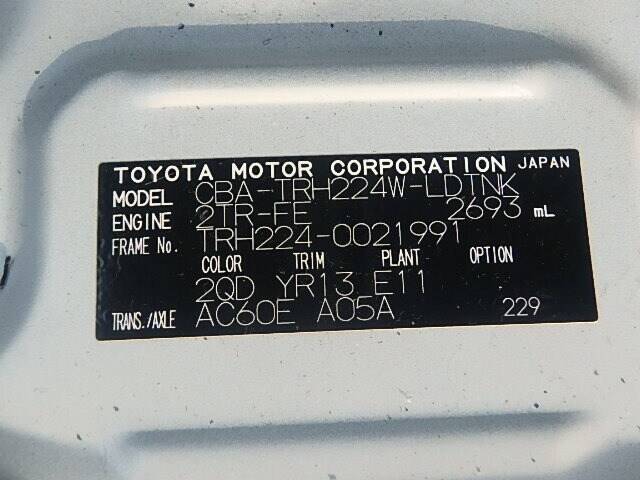 TOYOTA MOTOR CORPORATION JAPAN
MODEL CBA-TRH224W-LDTNK
ENGINE 2TR-FE 2693 mL
FRAME No. TRH224-0021991
COLOR TRIM PLANT OPTION
2QD YR13 E11
TRANS./AXLE AC60E A05A 229